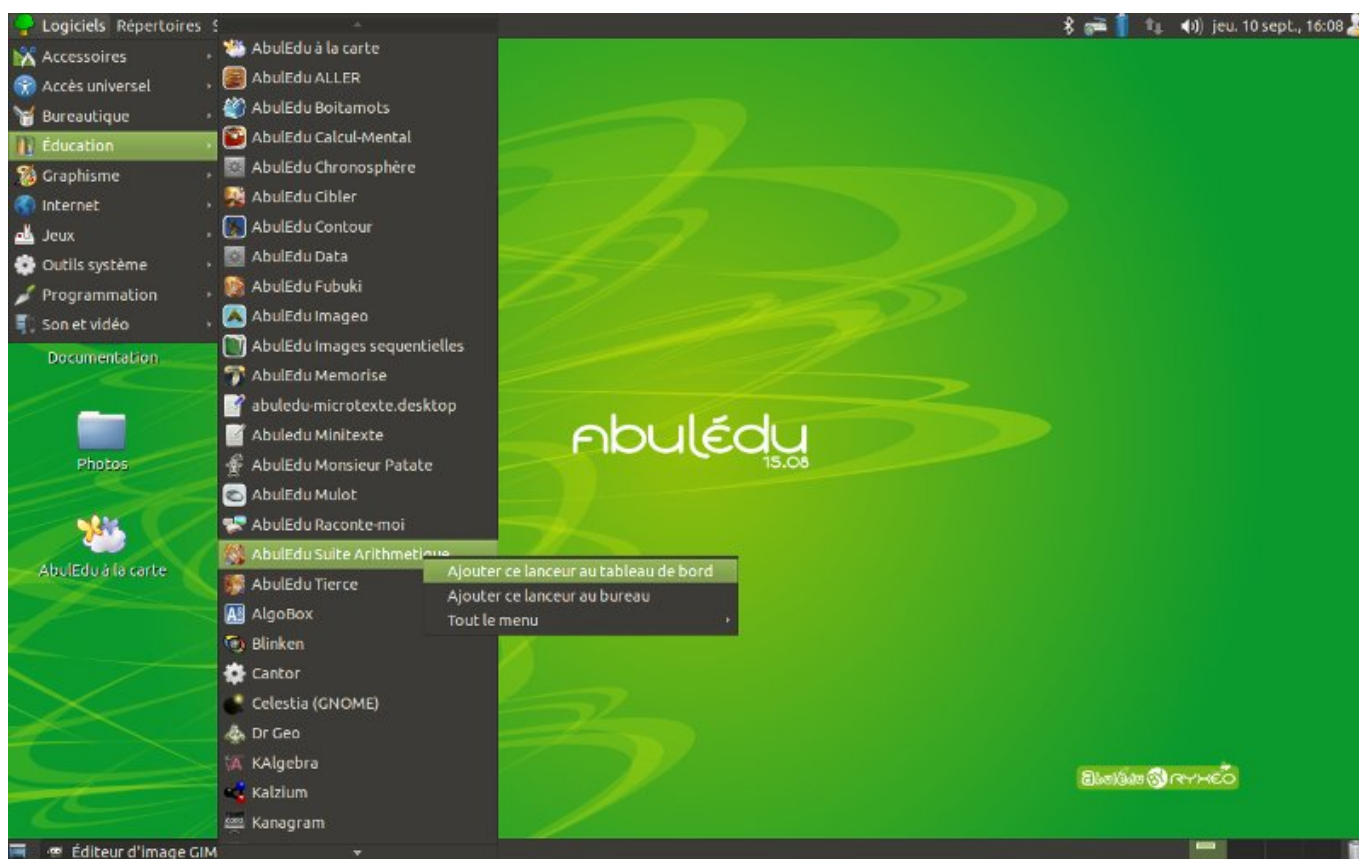 Logiciels Répertoires
jeu. 10 sept., 16:08
Accessoires
Accès universel
Bureautique
Éducation
Graphisme
Internet
Jeux
Outils système
Programmation
Son et vidéo
AbulEdu à la carte
AbulEdu ALLER
AbulEdu Boitamots
AbulEdu Calcul-Mental
AbulEdu Chronosphère
AbulEdu Cibler
AbulEdu Contour
AbulEdu Data
AbulEdu Fubuki
AbulEdu Imageo
AbulEdu Images sequentielles
AbulEdu Memorise
abuledu-microtexte.desktop
Abuledu Minitexte
AbulEdu Monsieur Patate
AbulEdu Mulot
AbulEdu Raconte-moi
AbulEdu Suite Arithmetique
AbulEdu Tierce
AlgoBox
Blinken
Cantor
Celestia (GNOME)
Dr Geo
KAlgebra
Kalzium
Kanagram
Ajouter ce lanceur au tableau de bord
Ajouter ce lanceur au bureau
Tout le menu
Documentation
Photos
AbulEdu à la carte
abulédu
15.08
abulédu RYXÉO
Éditeur d'image GIM